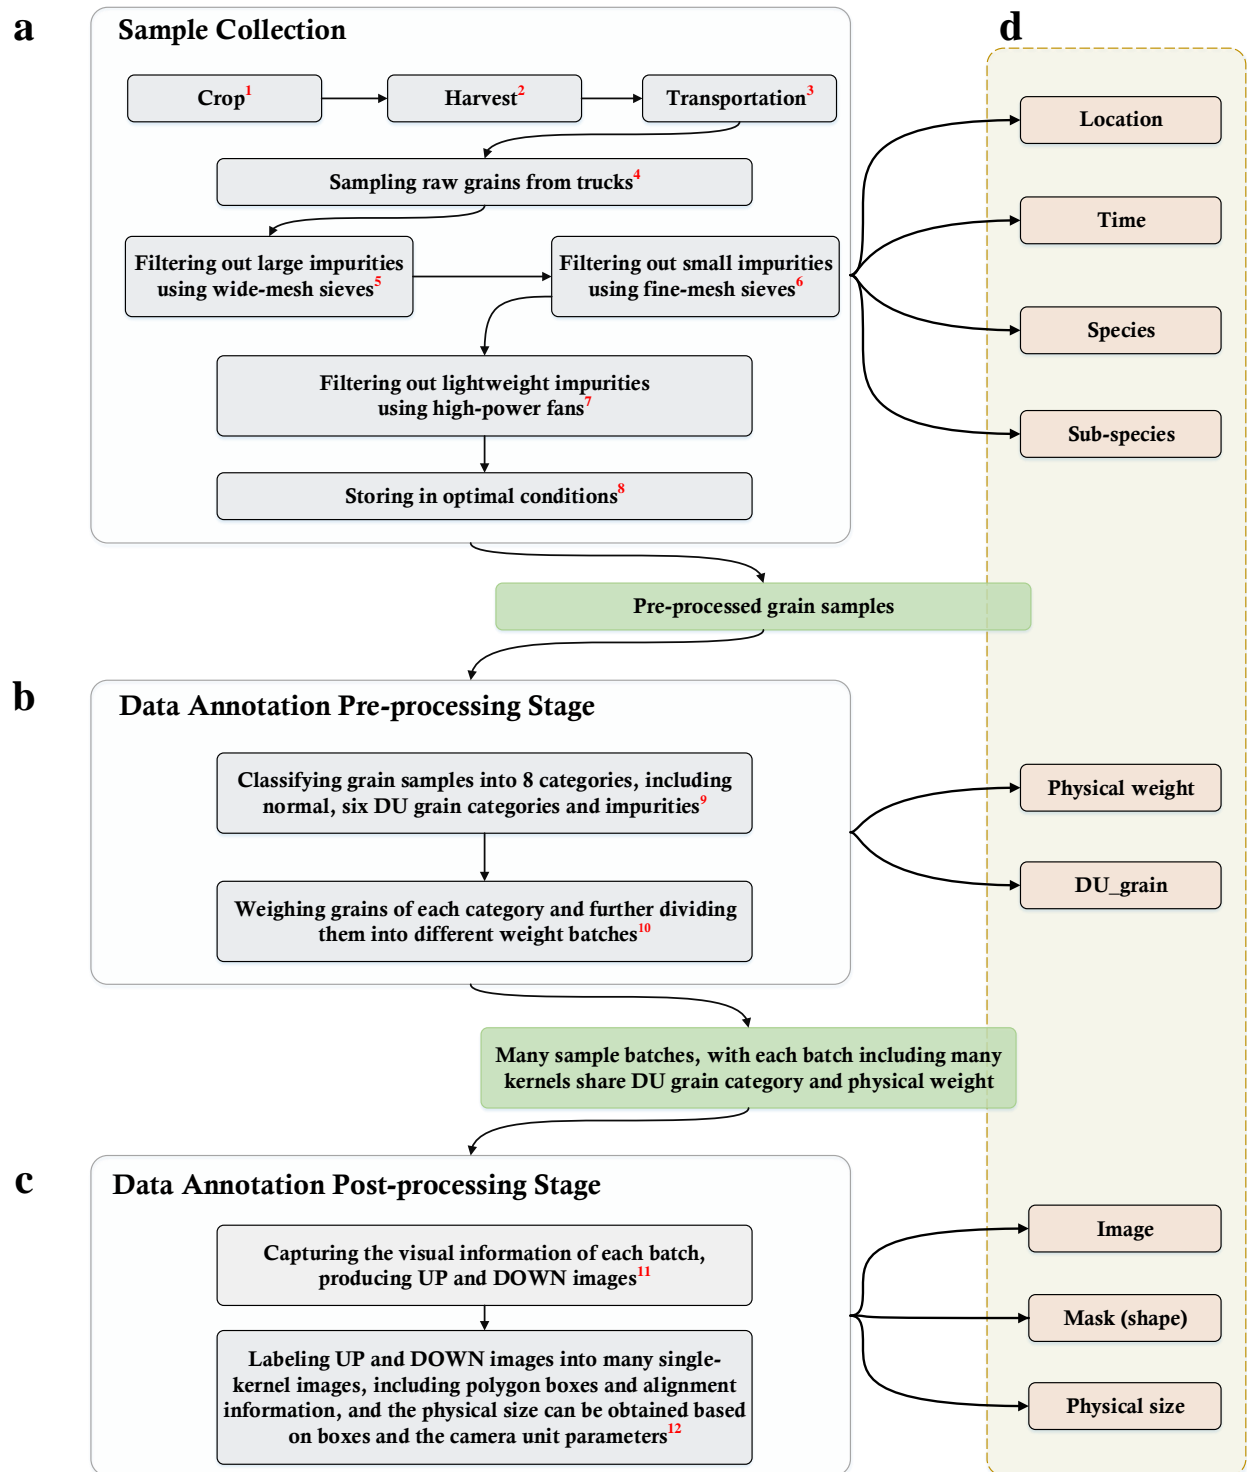 a
Sample Collection
Crop1
Harvest2
Transportation3
Sampling raw grains from trucks4
Filtering out large impurities
using wide-mesh sieves5
Filtering out small impurities
using fine-mesh sieves6
Filtering out lightweight impurities
using high-power fans7
Storing in optimal conditions8
Pre-processed grain samples
b
Data Annotation Pre-processing Stage
Classifying grain samples into 8 categories, including
normal, six DU grain categories and impurities9
Weighing grains of each category and further dividing
them into different weight batches10
Many sample batches, with each batch including many
kernels share DU grain category and physical weight
c
Data Annotation Post-processing Stage
Capturing the visual information of each batch,
producing UP and DOWN images11
Labeling UP and DOWN images into many single-
kernel images, including polygon boxes and alignment
information, and the physical size can be obtained based
on boxes and the camera unit parameters12
d
Location
Time
Species
Sub-species
Physical weight
DU_grain
Image
Mask (shape)
Physical size